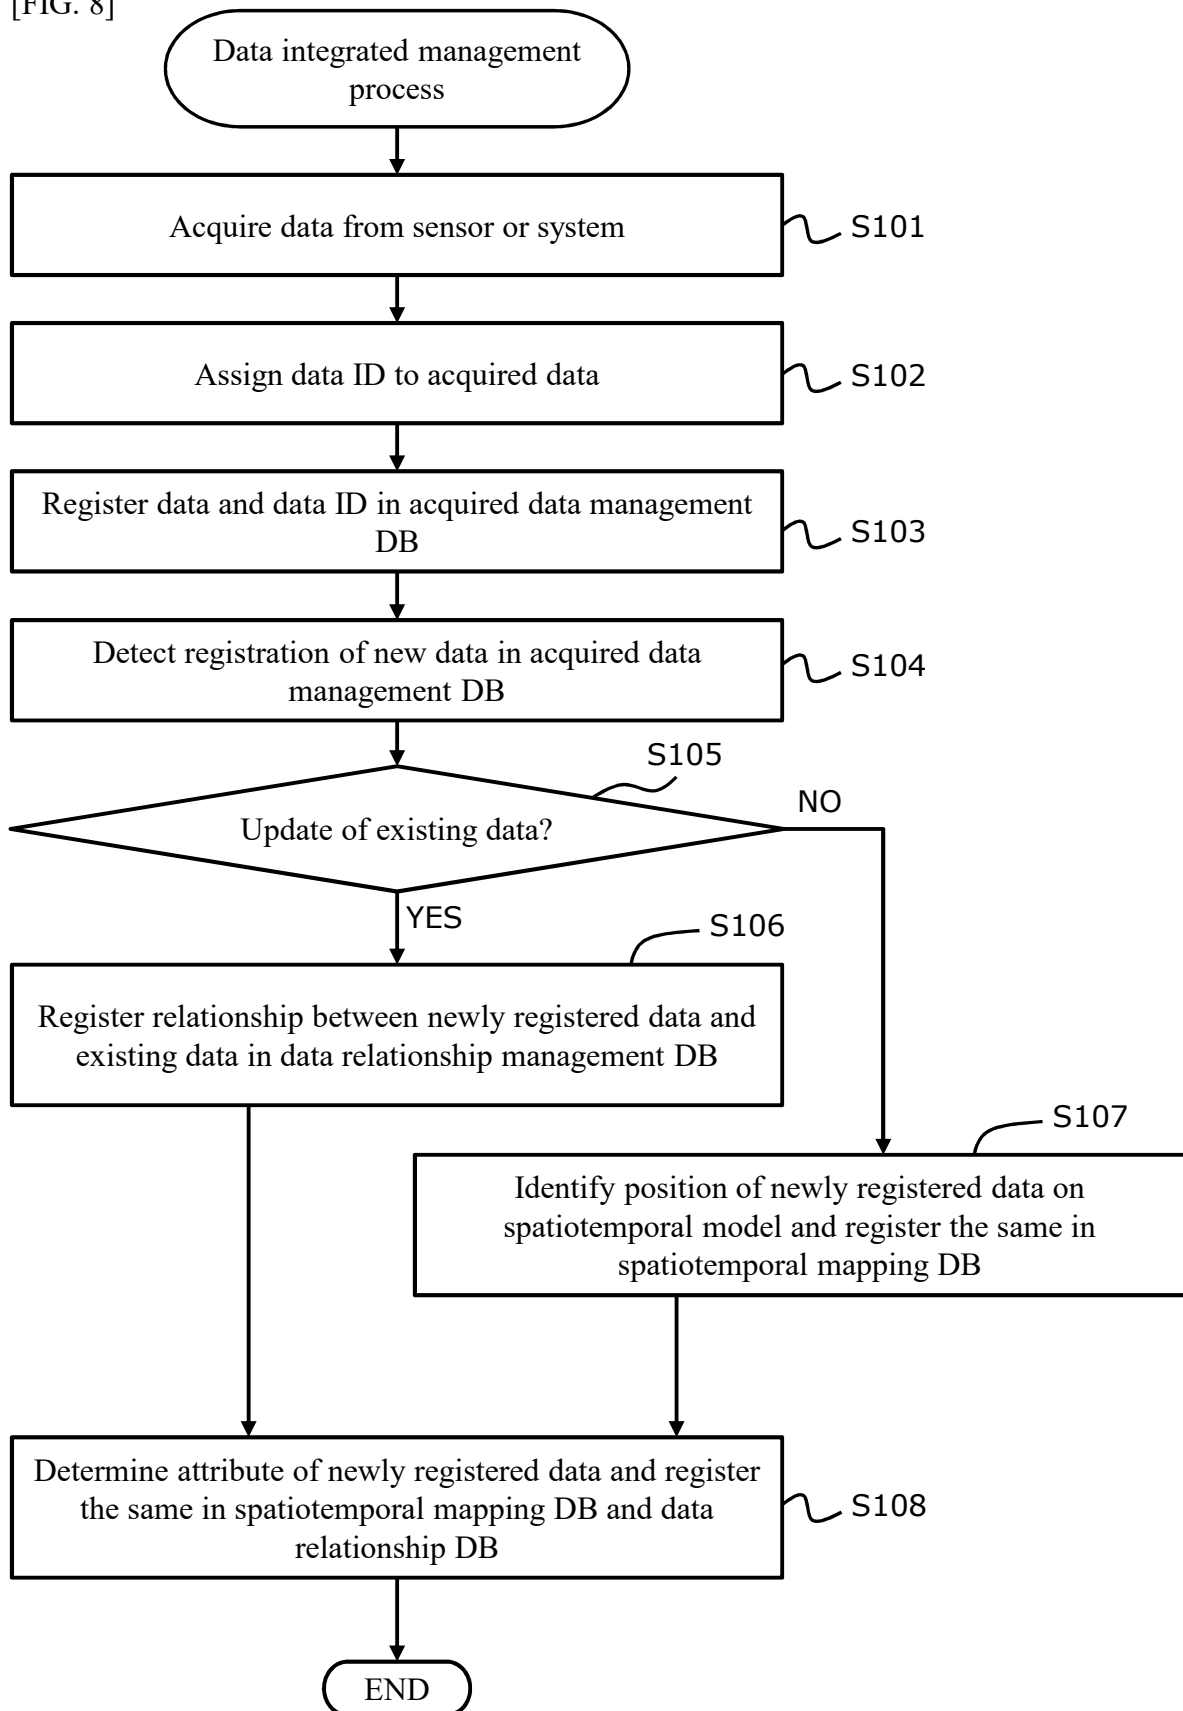 [FIG. 8]
Data integrated management
process
Acquire data from sensor or system
S101
Assign data ID to acquired data
S102
Register data and data ID in acquired data management
DB
S103
Detect registration of new data in acquired data
management DB
S104
S105
Update of existing data?
NO
YES
S106
Register relationship between newly registered data and
existing data in data relationship management DB
S107
Identify position of newly registered data on
spatiotemporal model and register the same in
spatiotemporal mapping DB
Determine attribute of newly registered data and register
the same in spatiotemporal mapping DB and data
relationship DB
S108
END